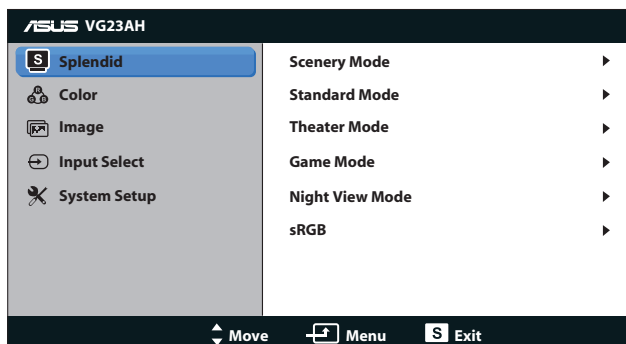 ASUS VG23AH
S Splendid
R G B Color
Image
Input Select
System Setup
Scenery Mode
Standard Mode
Theater Mode
Game Mode
Night View Mode
sRGB
Move Menu S Exit